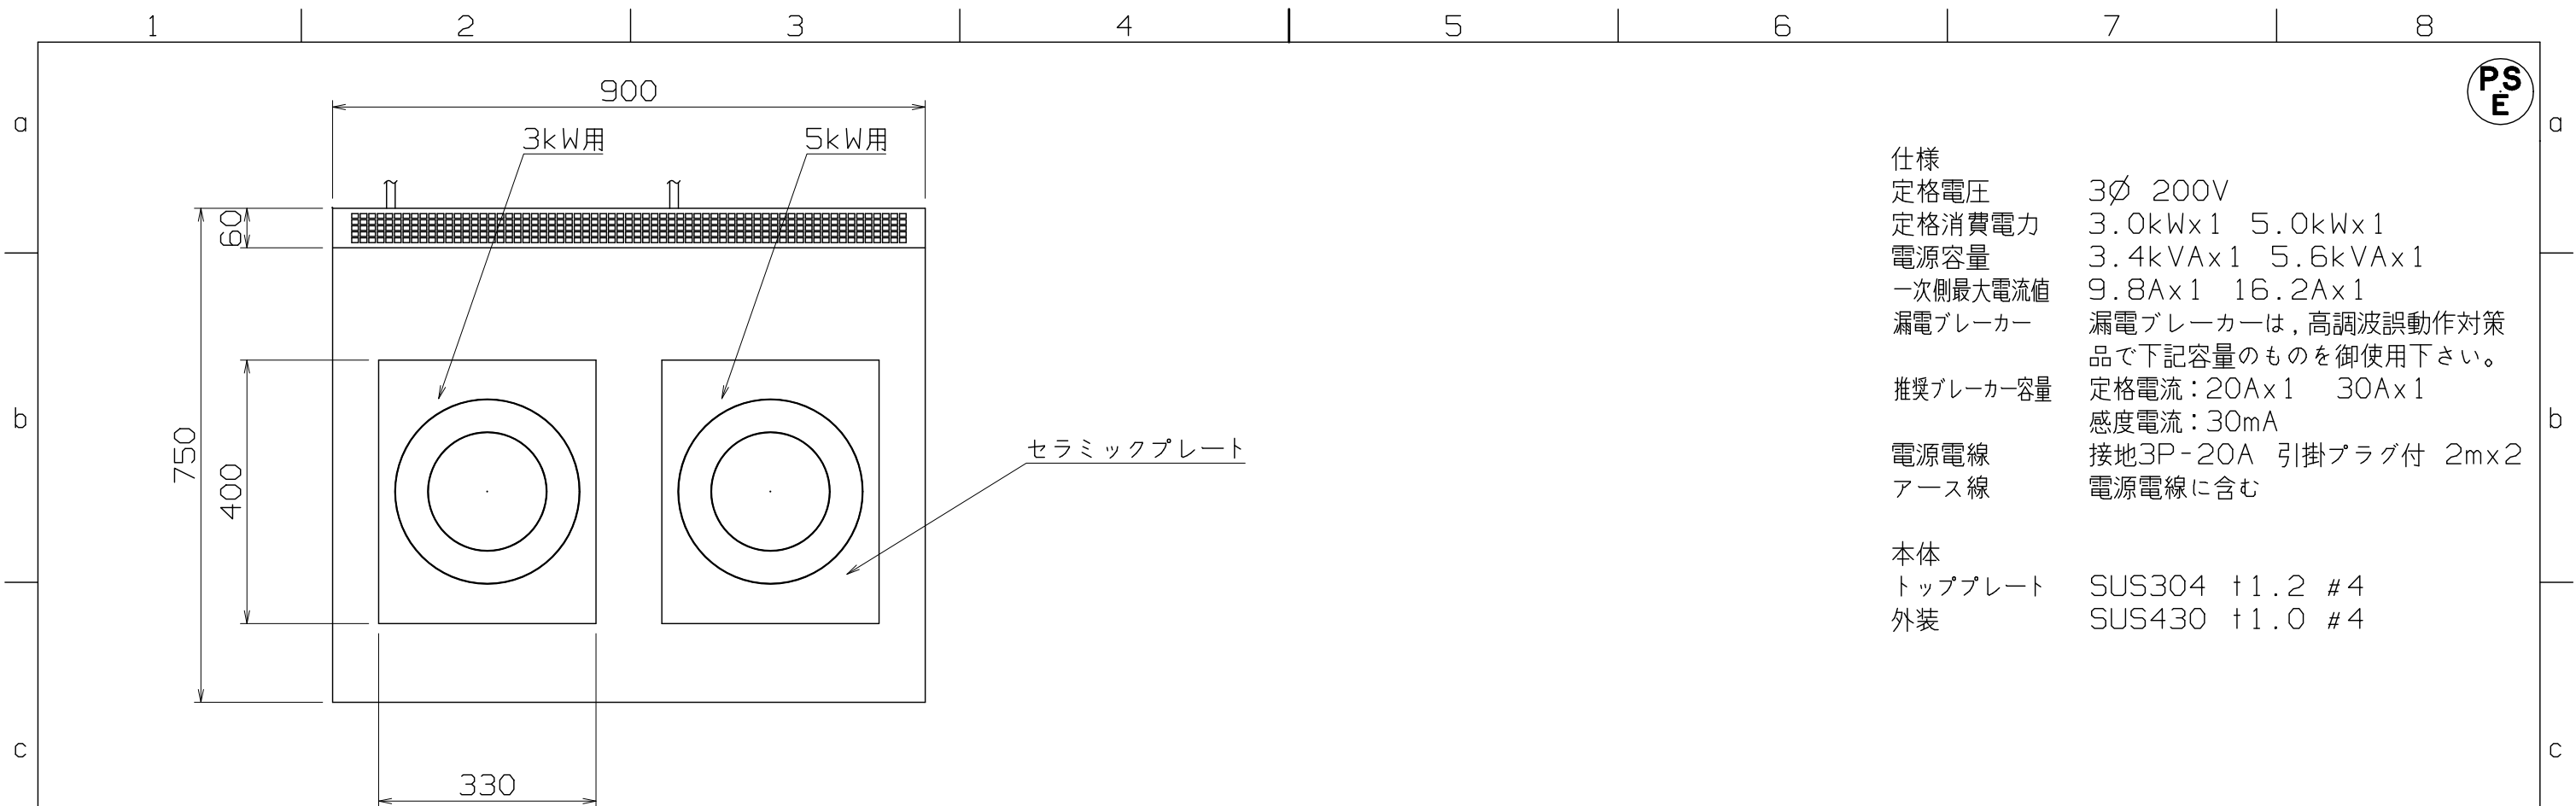 1 2 3 4 5 6 7 8
PS
E
900
a a
3kW用 5kW用
仕様
定格電圧 3∅ 200V
60
定格消費電力 3.0kWx1 5.0kWx1
電源容量 3.4kVAx1 5.6kVAx1
一次側最大電流値 9.8Ax1 16.2Ax1
漏電ブレーカー 漏電ブレーカーは,高調波誤動作対策
品で下記容量のものを御使用下さい。
推奨ブレーカー容量 定格電流:20Ax1 30Ax1
b b
感度電流:30mA
750
400
セラミックプレート
電源電線 接地3P-20A 引掛プラグ付 2mx2
アース線 電源電線に含む
本体
トッププレート SUS304 t1.2 #4
外装 SUS430 t1.0 #4
c c
330